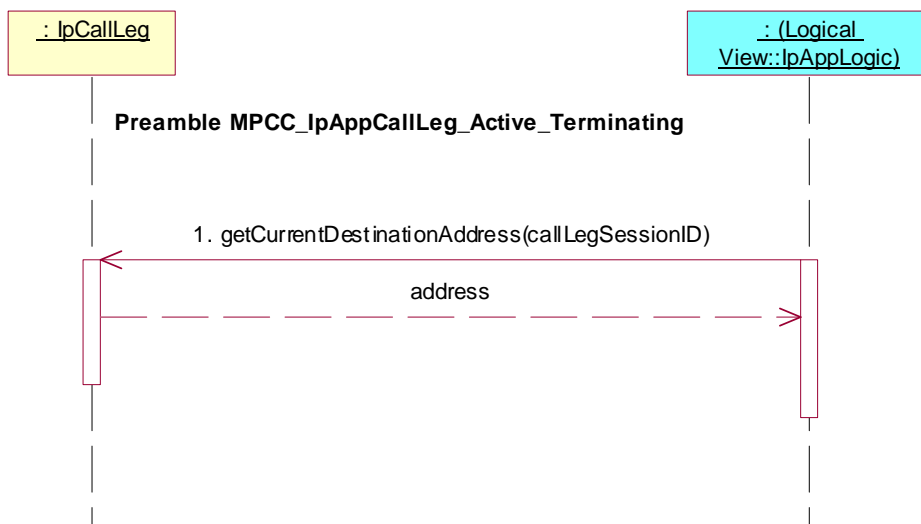 : IpCallLeg
: (Logical
View::IpAppLogic)
Preamble MPCC_IpAppCallLeg_Active_Terminating
1. getCurrentDestinationAddress(callLegSessionID)
address